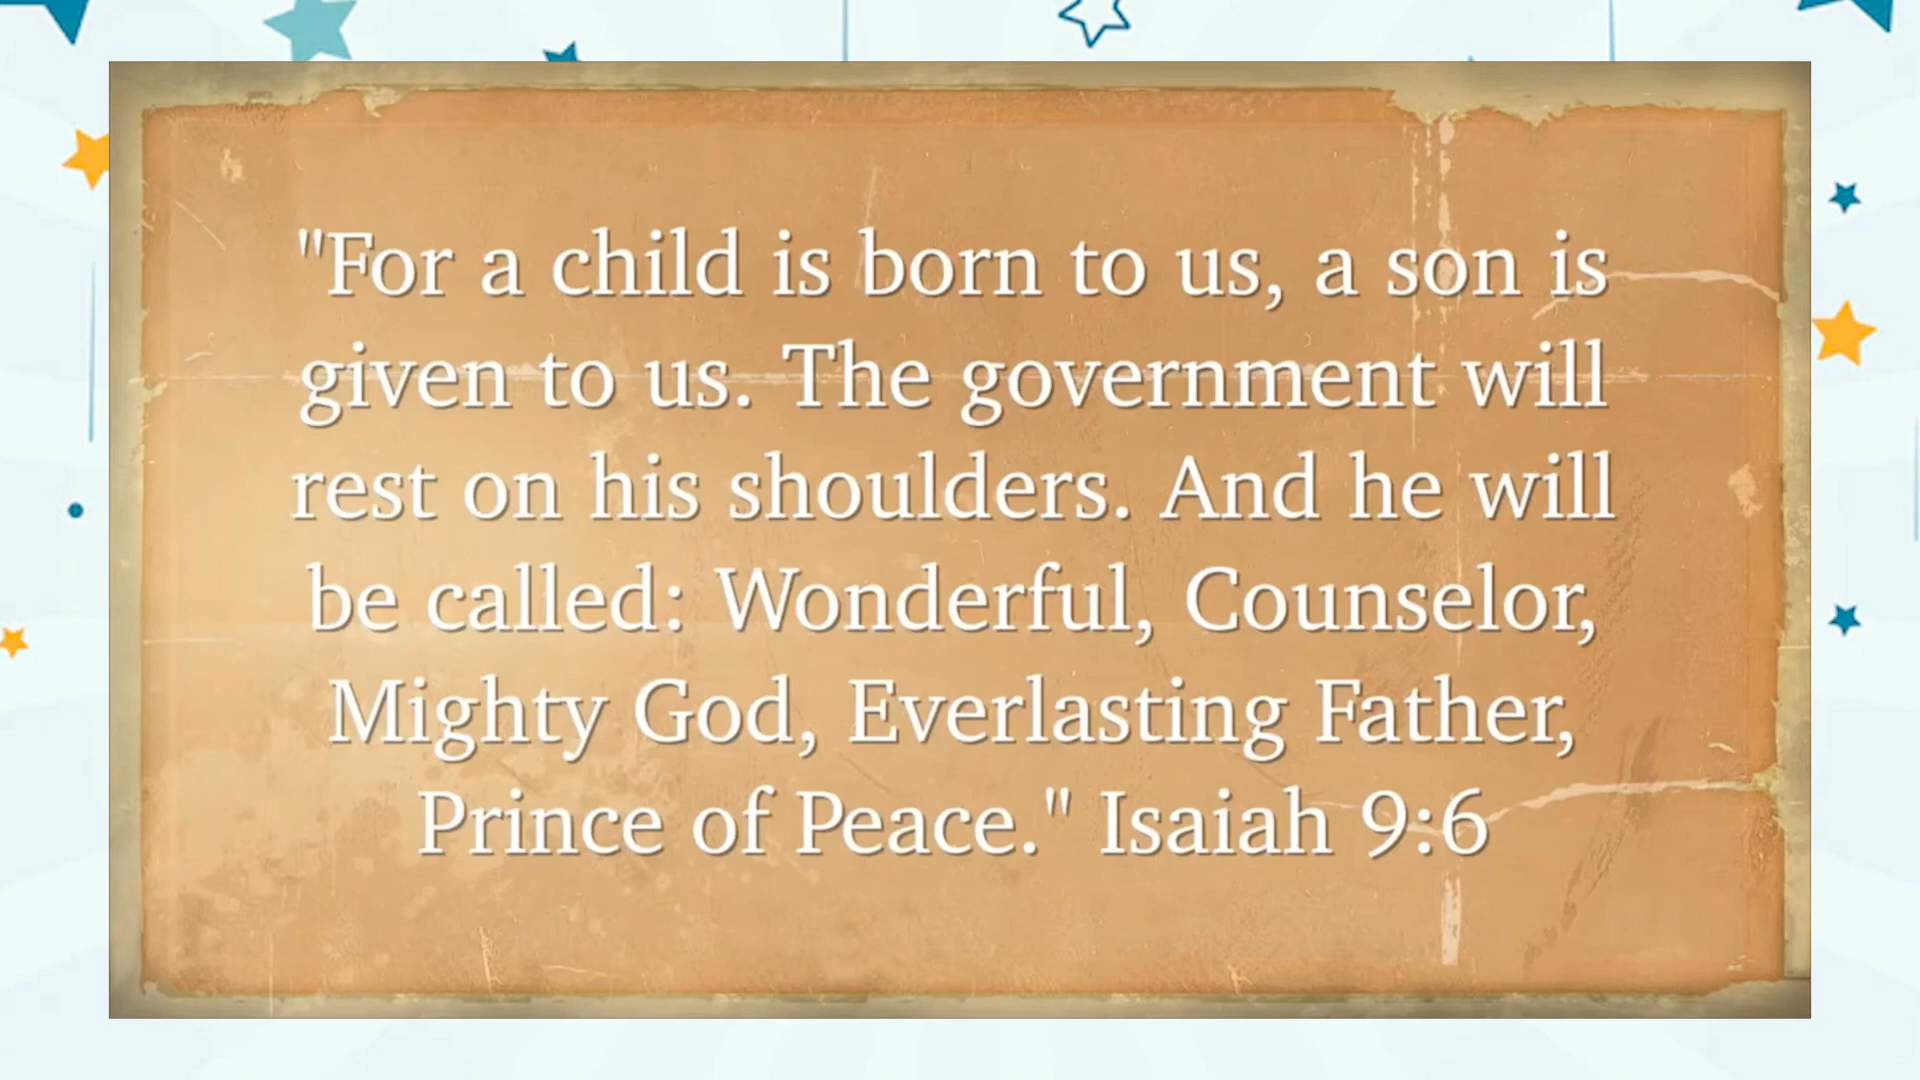 "For a child is born to us, a son is
given to us. The government will
rest on his shoulders. And he will
be called: Wonderful, Counselor,
Mighty God, Everlasting Father,
Prince of Peace." Isaiah 9:6